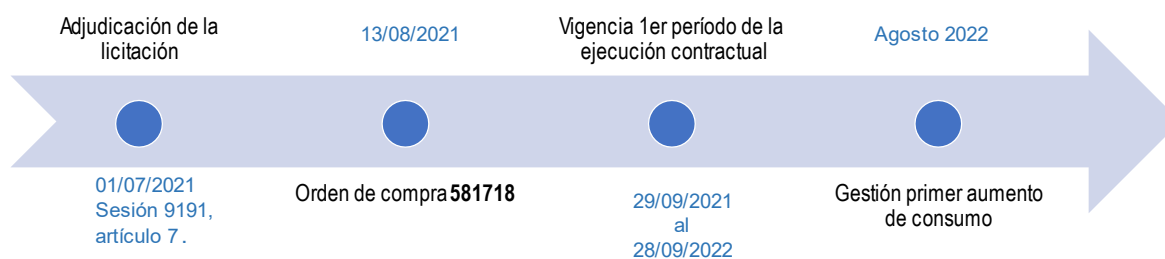 Adjudicación de la
licitación
01/07/2021
Sesión 9191,
artículo 7.
13/08/2021
Orden de compra 581718
Vigencia 1er período de la
ejecución contractual
29/09/2021
al
28/09/2022
Agosto 2022
Gestión primer aumento
de consumo